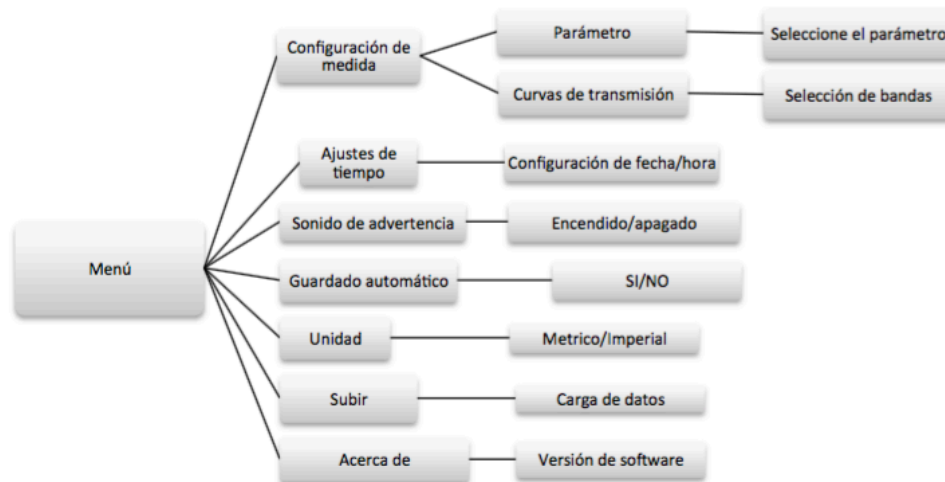 Menú
Configuración de
medida
Parámetro
Seleccione el parámetro
Curvas de transmisión
Selección de bandas
Ajustes de
tiempo
Configuración de fecha/hora
Sonido de advertencia
Encendido/apagado
Guardado automático
SI/NO
Unidad
Metrico/Imperial
Subir
Carga de datos
Acerca de
Versión de software